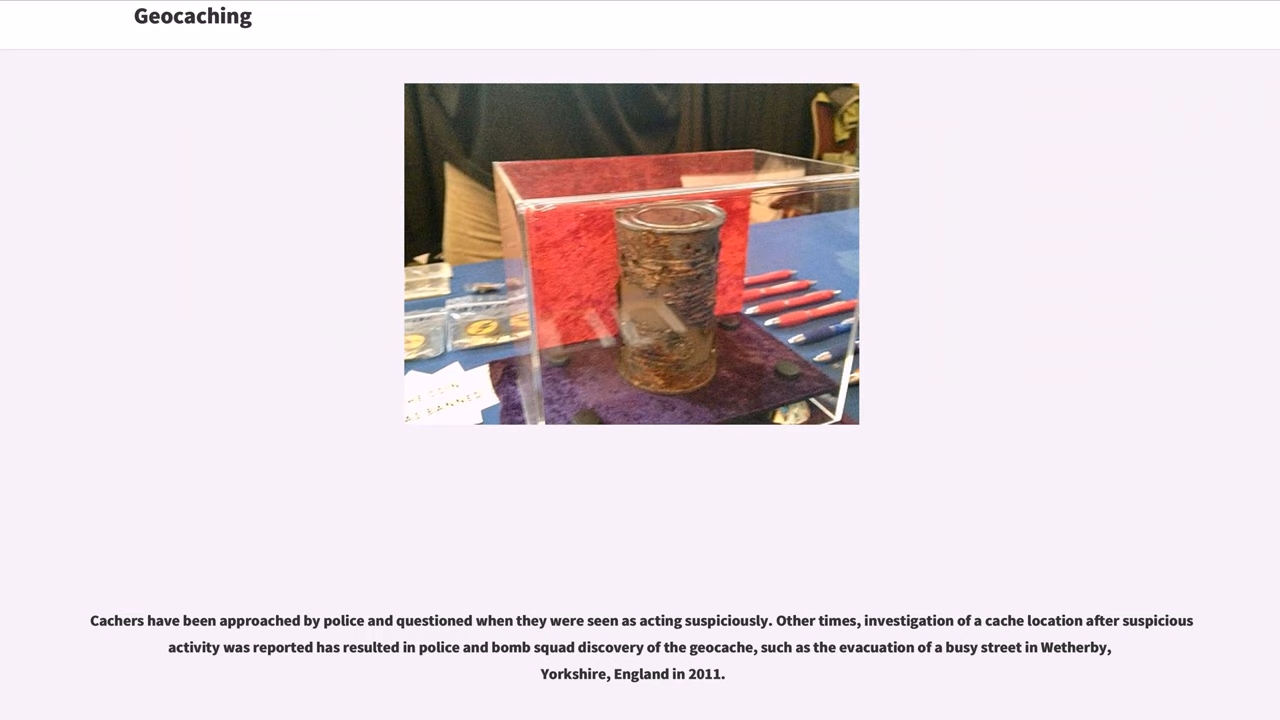 Geocaching
Cachers have been approached by police and questioned when they were seen as acting suspiciously. Other times, investigation of a cache location after suspicious
activity was reported has resulted in police and bomb squad discovery of the geocache, such as the evacuation of a busy street in Wetherby,
Yorkshire, England in 2011.